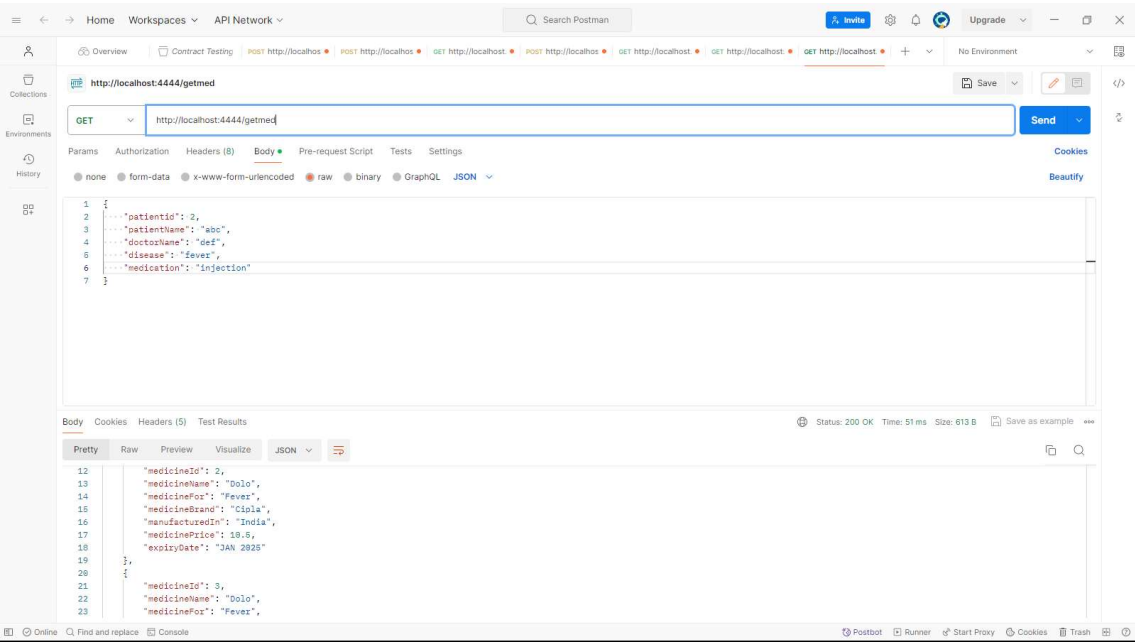 Home Workspaces API Network Search Postman Invite Upgrade
Overview Contract Testing POST http://localhos POST http://localhos GET http://localhost. POST http://localhos GET http://localhost. GET http://localhost: GET http://localhost. No Environment
HTTP http://localhost:4444/getmed Save
Collections
GET http://localhost:4444/getmed Send
Environments
Params Authorization Headers (8) Body Pre-request Script Tests Settings Cookies
History
none form-data x-www-form-urlencoded raw binary GraphQL JSON Beautify
1 {
2 "patientid": 2,
3 "patientName": "abc",
4 "doctorName": "def",
5 "disease": "fever",
6 "medication": "injection"
7 }
Body Cookies Headers (5) Test Results Status: 200 OK Time: 51 ms Size: 613 B Save as example
Pretty Raw Preview Visualize JSON
12 "medicineId": 2,
13 "medicineName": "Dolo",
14 "medicineFor": "Fever",
15 "medicineBrand": "Cipla",
16 "manufacturedIn": "India",
17 "medicinePrice": 10.5,
18 "expiryDate": "JAN 2025"
19 },
20 {
21 "medicineId": 3,
22 "medicineName": "Dolo",
23 "medicineFor": "Fever",
Online Find and replace Console Postbot Runner Start Proxy Cookies Trash